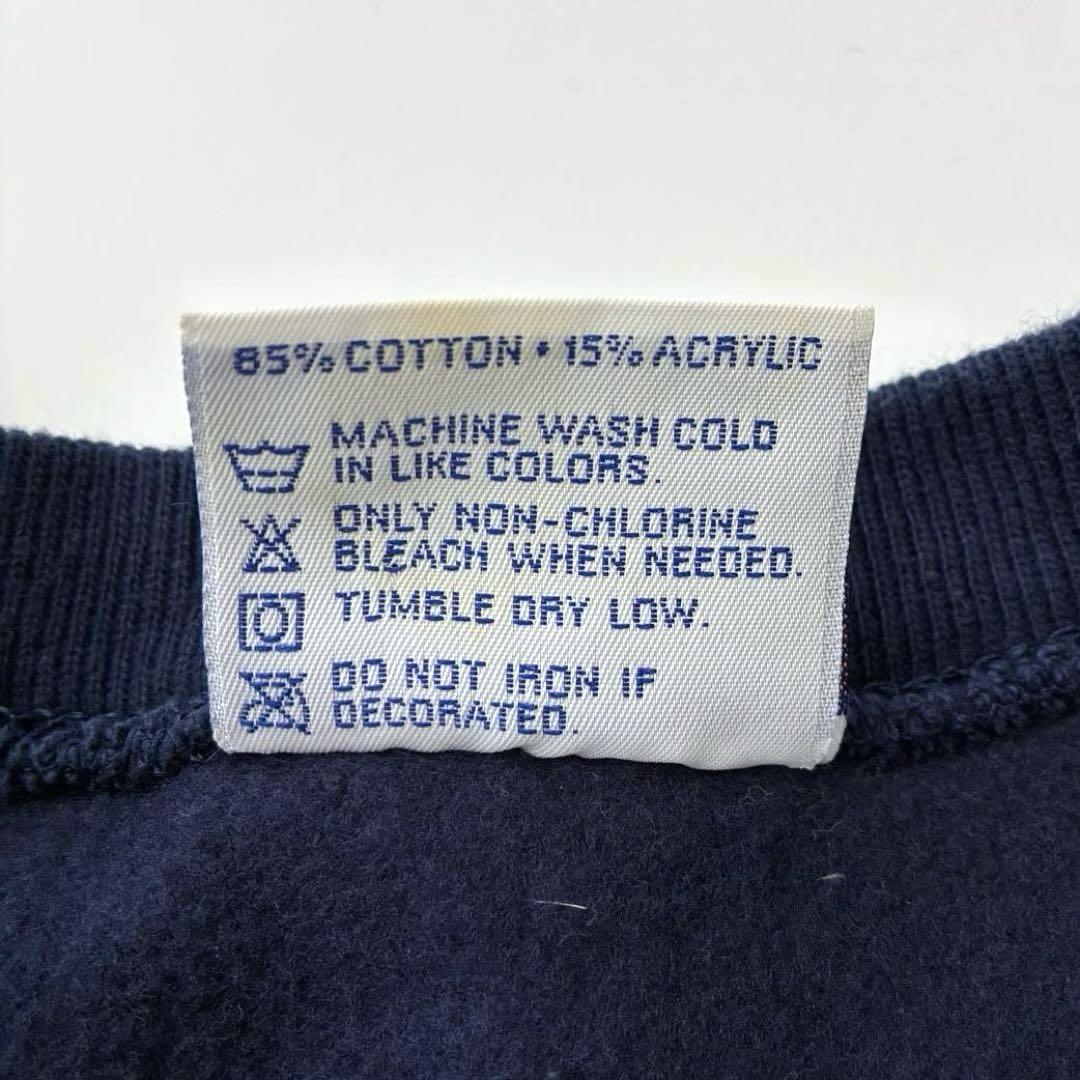 85% COTTON • 15% ACRYLIC
MACHINE WASH COLD
IN LIKE COLORS.
ONLY NON-CHLORINE
BLEACH WHEN NEEDED.
TUMBLE DRY LOW.
DO NOT IRON IF
DECORATED.